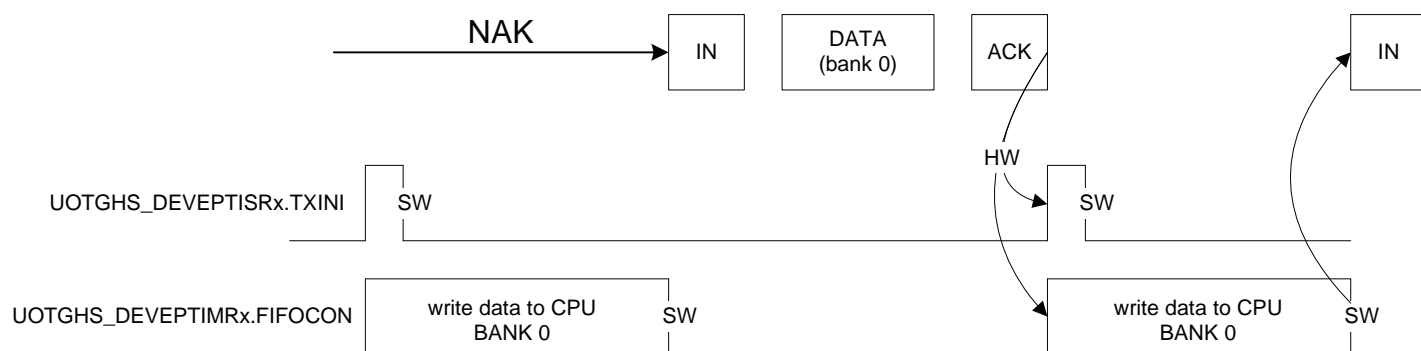 NAK
IN
DATA
(bank 0)
ACK
IN
HW
UOTGHS_DEVEPTISRx.TXINI
SW
SW
UOTGHS_DEVEPTIMRx.FIFOCON
write data to CPU
BANK 0
SW
write data to CPU
BANK 0
SW